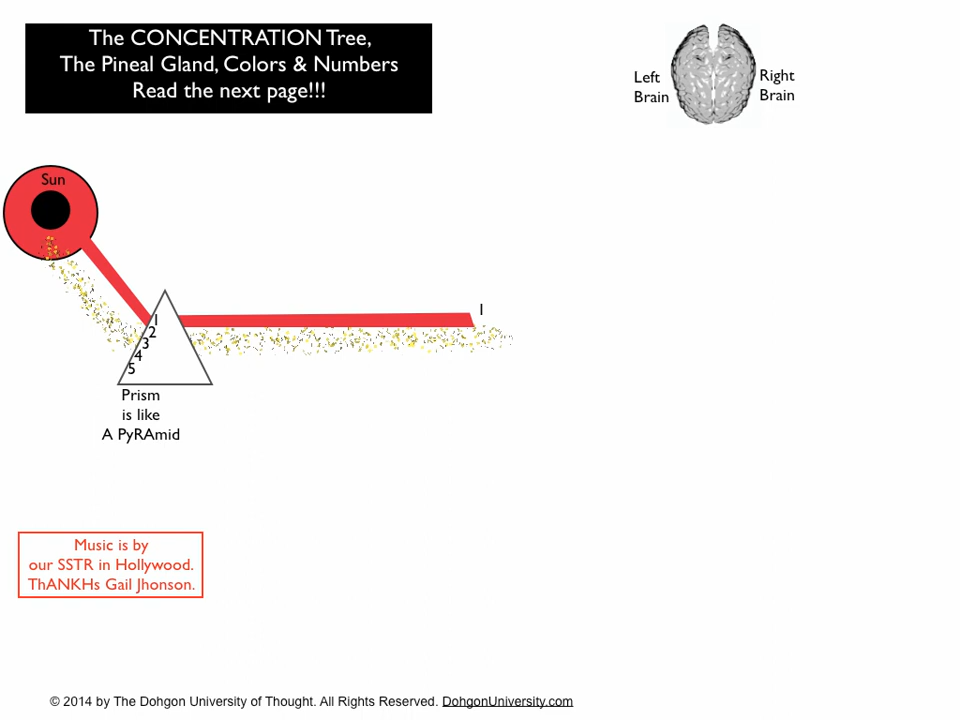 The CONCENTRATION Tree,
The Pineal Gland, Colors & Numbers
Read the next page!!!
Left
Brain
Right
Brain
Sun
1
1
2
3
4
5
Prism
is like
A PyRAmid
Music is by
our SSTR in Hollywood.
ThANKHs Gail Jhonson.
© 2014 by The Dohgon University of Thought. All Rights Reserved. DohgonUniversity.com